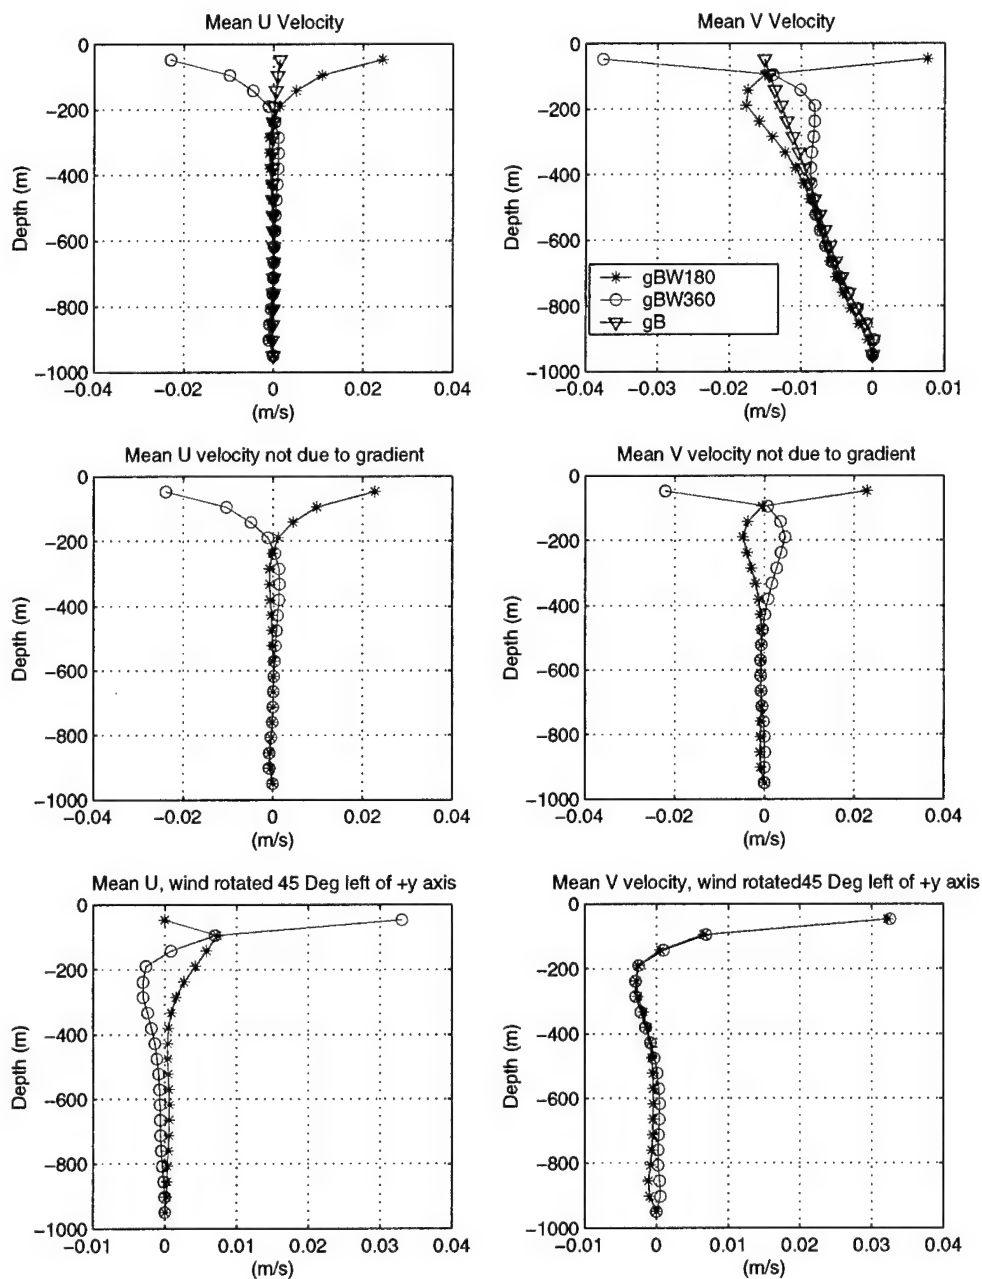 Mean U Velocity
0
−200
−400
−600
−800
−1000
Depth (m)
−0.04 −0.02 0 0.02 0.04
(m/s)
Mean V Velocity
0
−200
−400
−600
−800
−1000
Depth (m)
gBW180
gBW360
gB
−0.04 −0.03 −0.02 −0.01 0 0.01
(m/s)
Mean U velocity not due to gradient
0
−200
−400
−600
−800
−1000
Depth (m)
−0.04 −0.02 0 0.02 0.04
(m/s)
Mean V velocity not due to gradient
0
−200
−400
−600
−800
−1000
Depth (m)
−0.04 −0.02 0 0.02 0.04
(m/s)
Mean U, wind rotated 45 Deg left of +y axis
0
−200
−400
−600
−800
−1000
Depth (m)
−0.01 0 0.01 0.02 0.03 0.04
(m/s)
Mean V velocity, wind rotated45 Deg left of +y axis
0
−200
−400
−600
−800
−1000
Depth (m)
−0.01 0 0.01 0.02 0.03 0.04
(m/s)